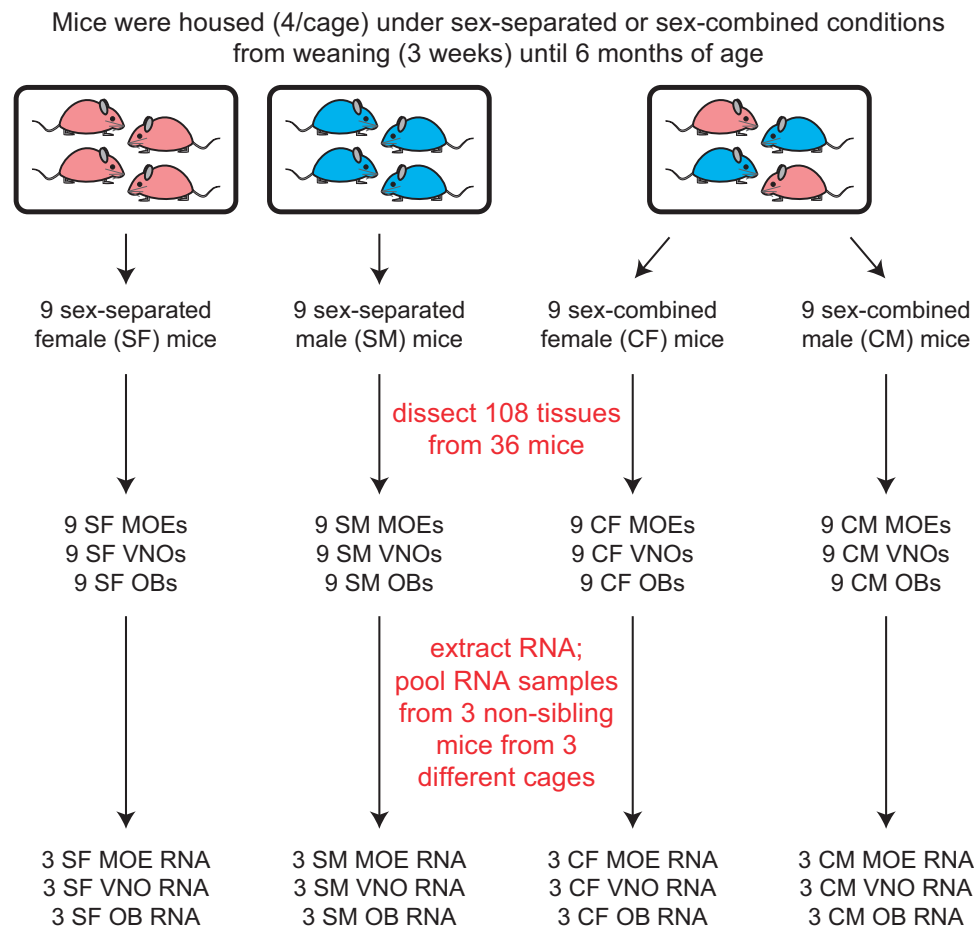 Mice were housed (4/cage) under sex-separated or sex-combined conditions
from weaning (3 weeks) until 6 months of age
9 sex-separated
female (SF) mice
9 sex-separated
male (SM) mice
9 sex-combined
female (CF) mice
9 sex-combined
male (CM) mice
dissect 108 tissues
from 36 mice
9 SF MOEs
9 SF VNOs
9 SF OBs
9 SM MOEs
9 SM VNOs
9 SM OBs
9 CF MOEs
9 CF VNOs
9 CF OBs
9 CM MOEs
9 CM VNOs
9 CM OBs
extract RNA;
pool RNA samples
from 3 non-sibling
mice from 3
different cages
3 SF MOE RNA
3 SF VNO RNA
3 SF OB RNA
3 SM MOE RNA
3 SM VNO RNA
3 SM OB RNA
3 CF MOE RNA
3 CF VNO RNA
3 CF OB RNA
3 CM MOE RNA
3 CM VNO RNA
3 CM OB RNA